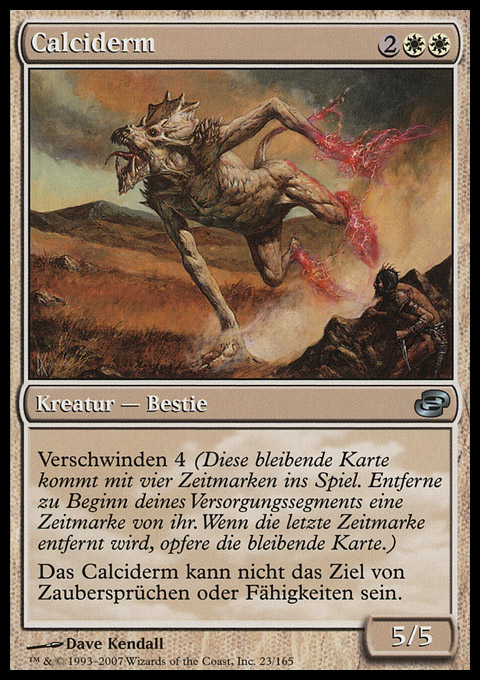 Calciderm 2
Kreatur — Bestie
Verschwinden 4 (Diese bleibende Karte
kommt mit vier Zeitmarken ins Spiel. Entferne
zu Beginn deines Versorgungssegments eine
Zeitmarke von ihr. Wenn die letzte Zeitmarke
entfernt wird, opfere die bleibende Karte.)
Das Calciderm kann nicht das Ziel von
Zaubersprüchen oder Fähigkeiten sein.
Dave Kendall
5/5
™ & © 1993–2007 Wizards of the Coast, Inc. 23/165